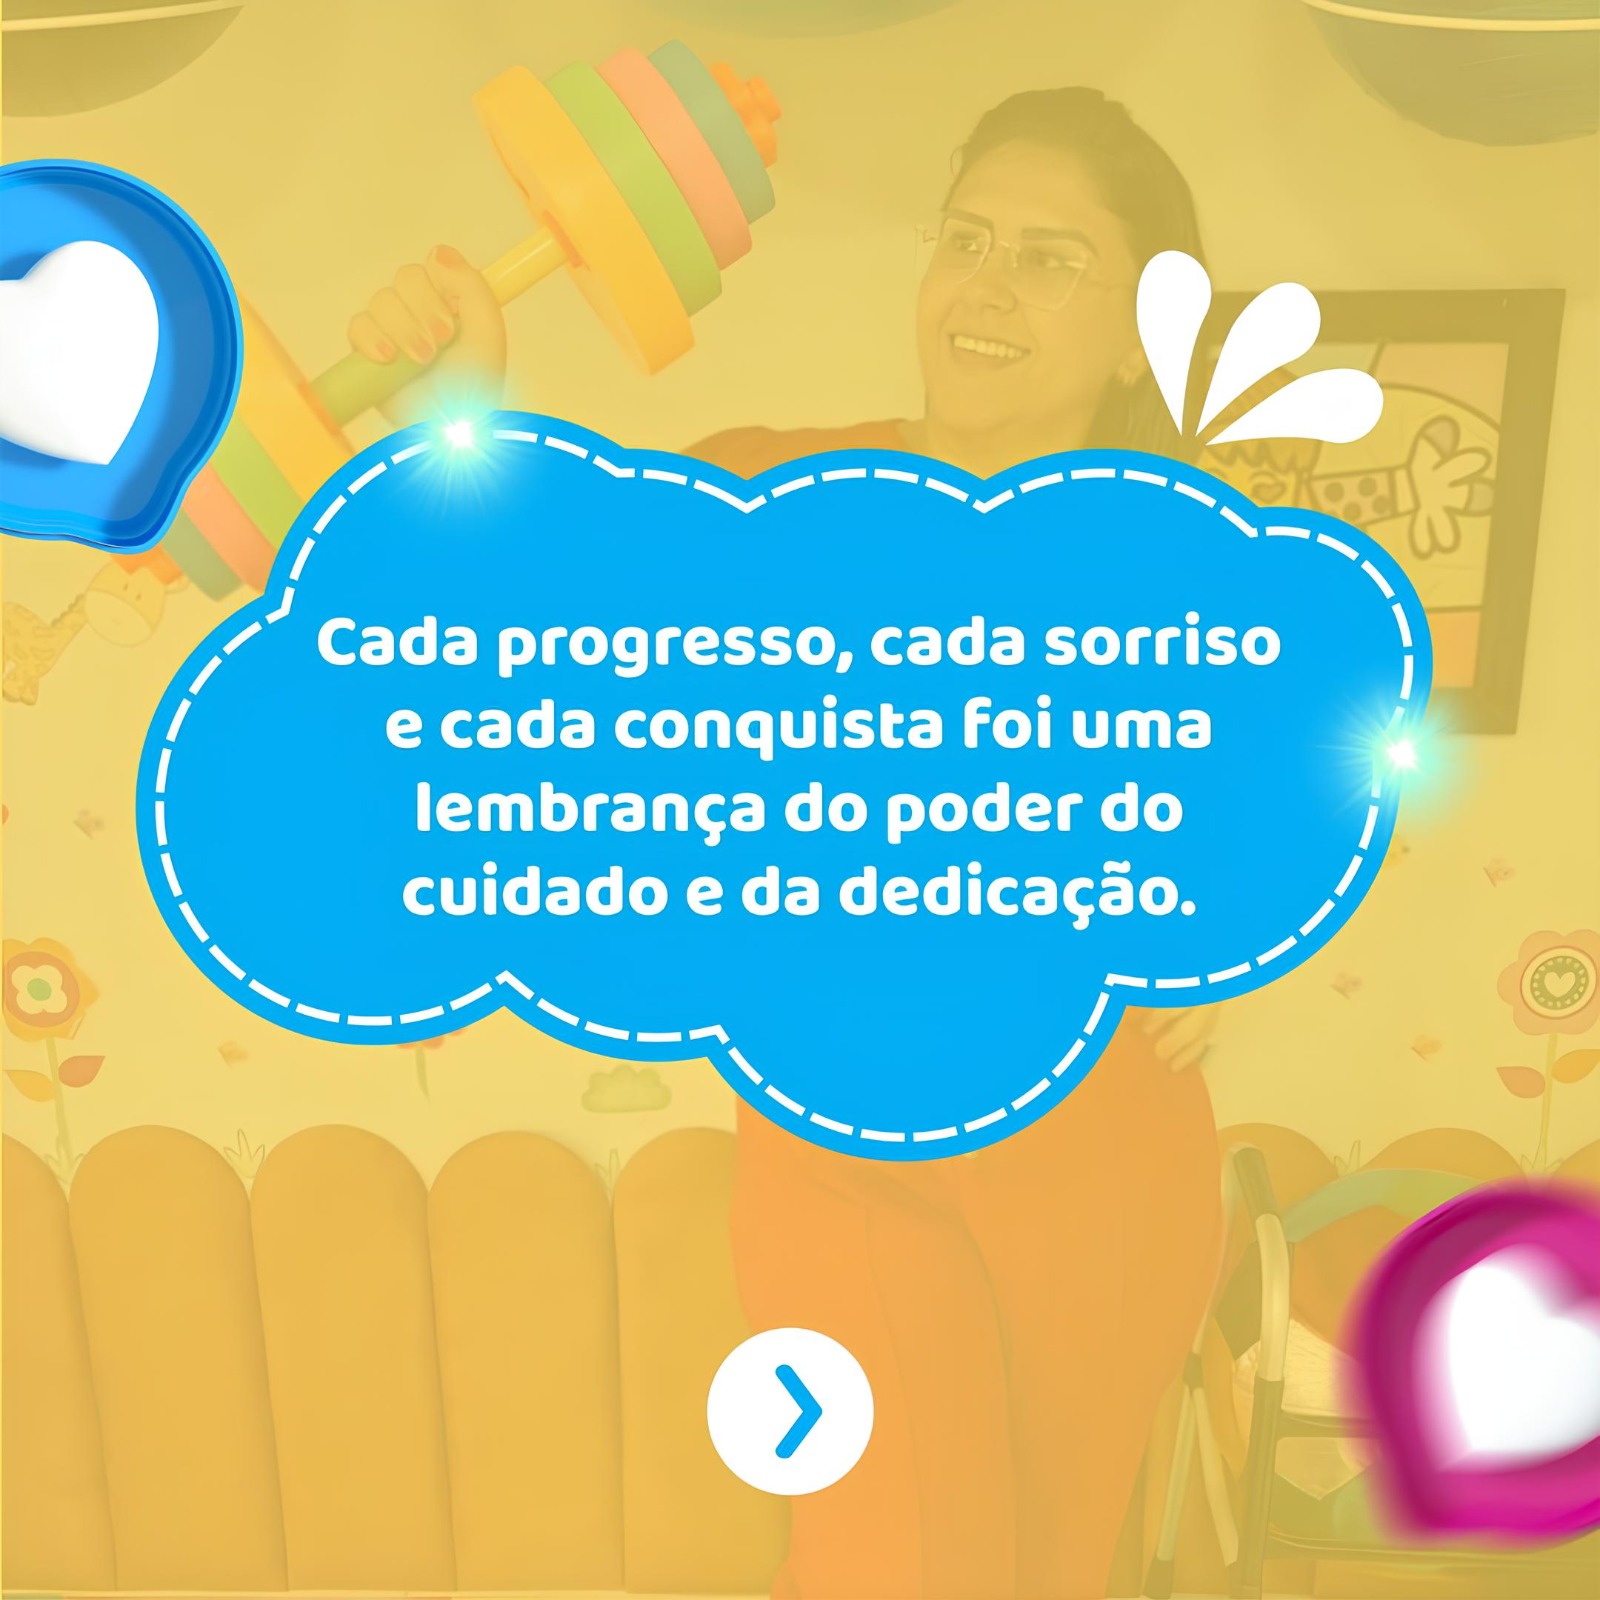 Cada progresso, cada sorriso
e cada conquista foi uma
lembrança do poder do
cuidado e da dedicação.